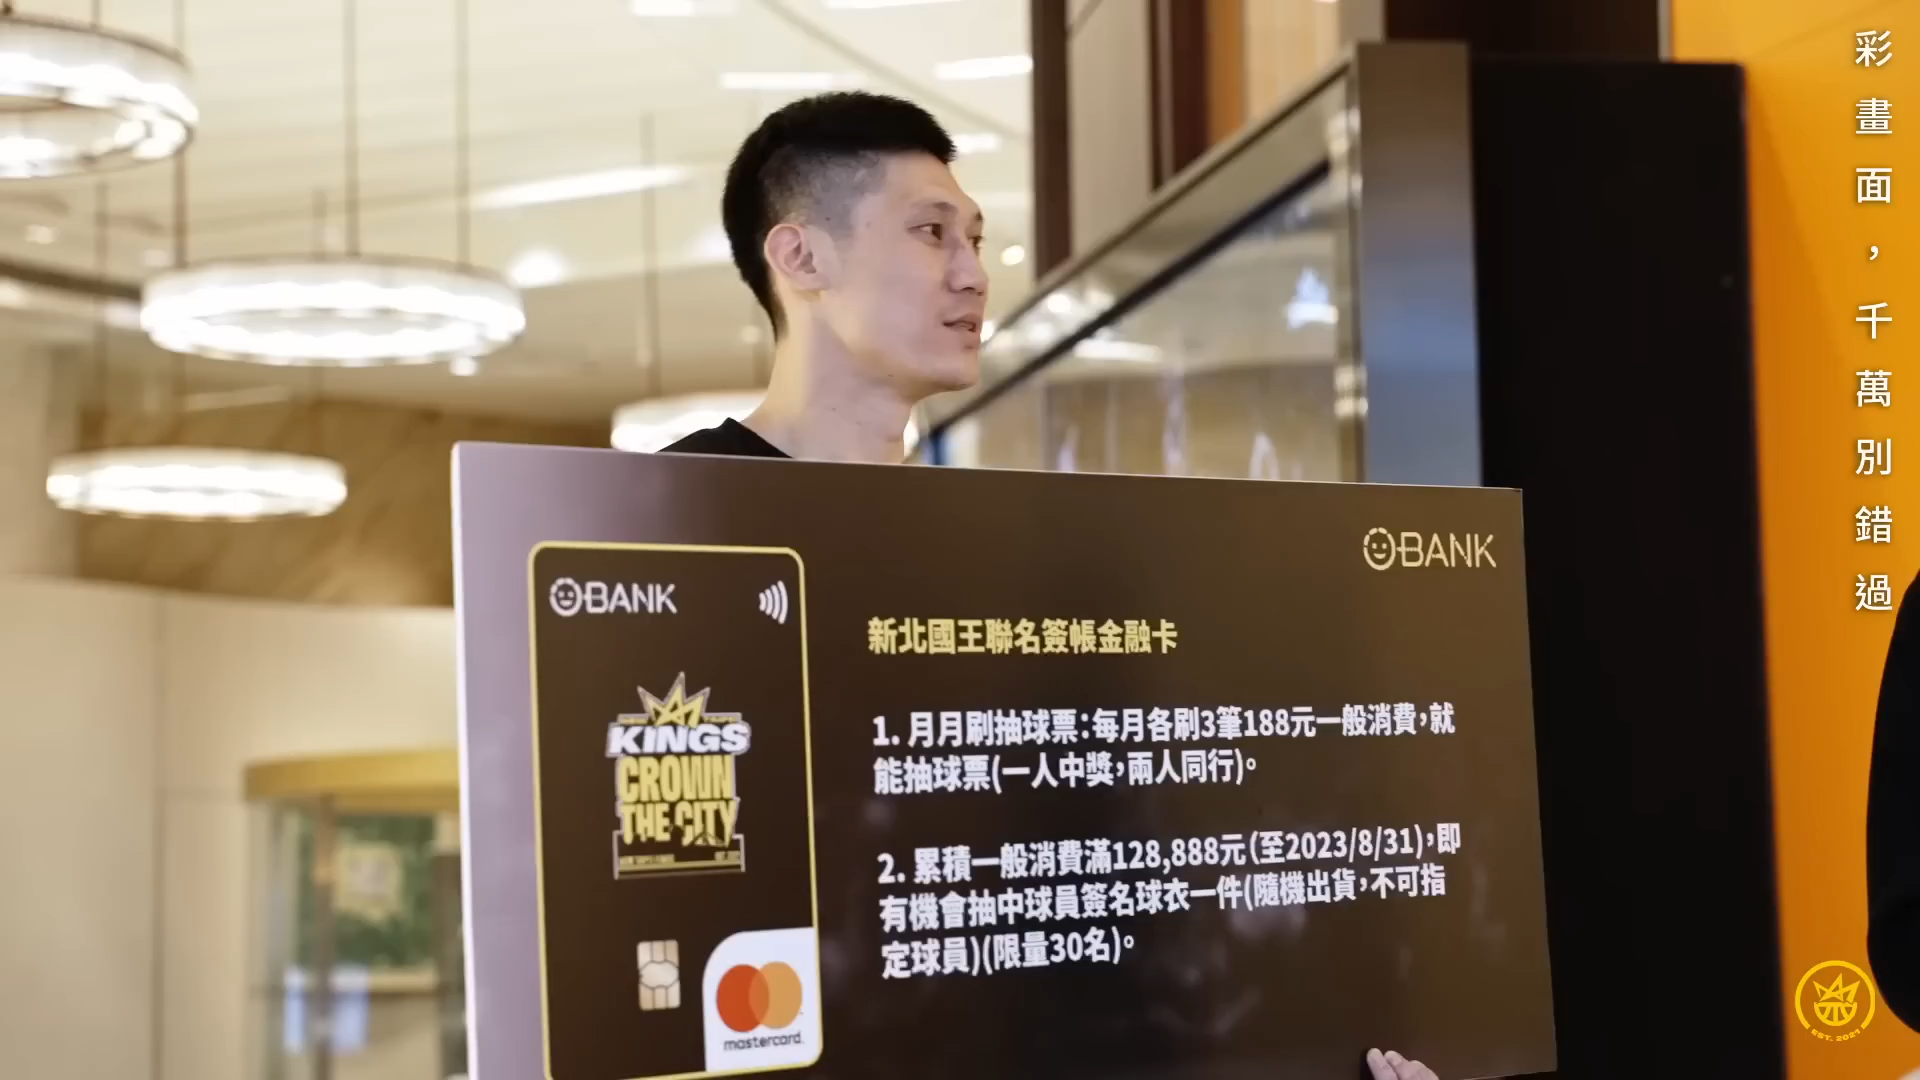 彩畫面，千萬別錯過
BANK
BANK
KINGS
CROWN
THE CITY
mastercard.
新北國王聯名簽帳金融卡
1. 月月刷抽球票：每月各刷3筆188元一般消費，就
能抽球票(一人中獎，兩人同行)。
2. 累積一般消費滿128,888元(至2023/8/31)，即
有機會抽中球員簽名球衣一件(隨機出貨，不可指
定球員)(限量30名)。
EST. 2021